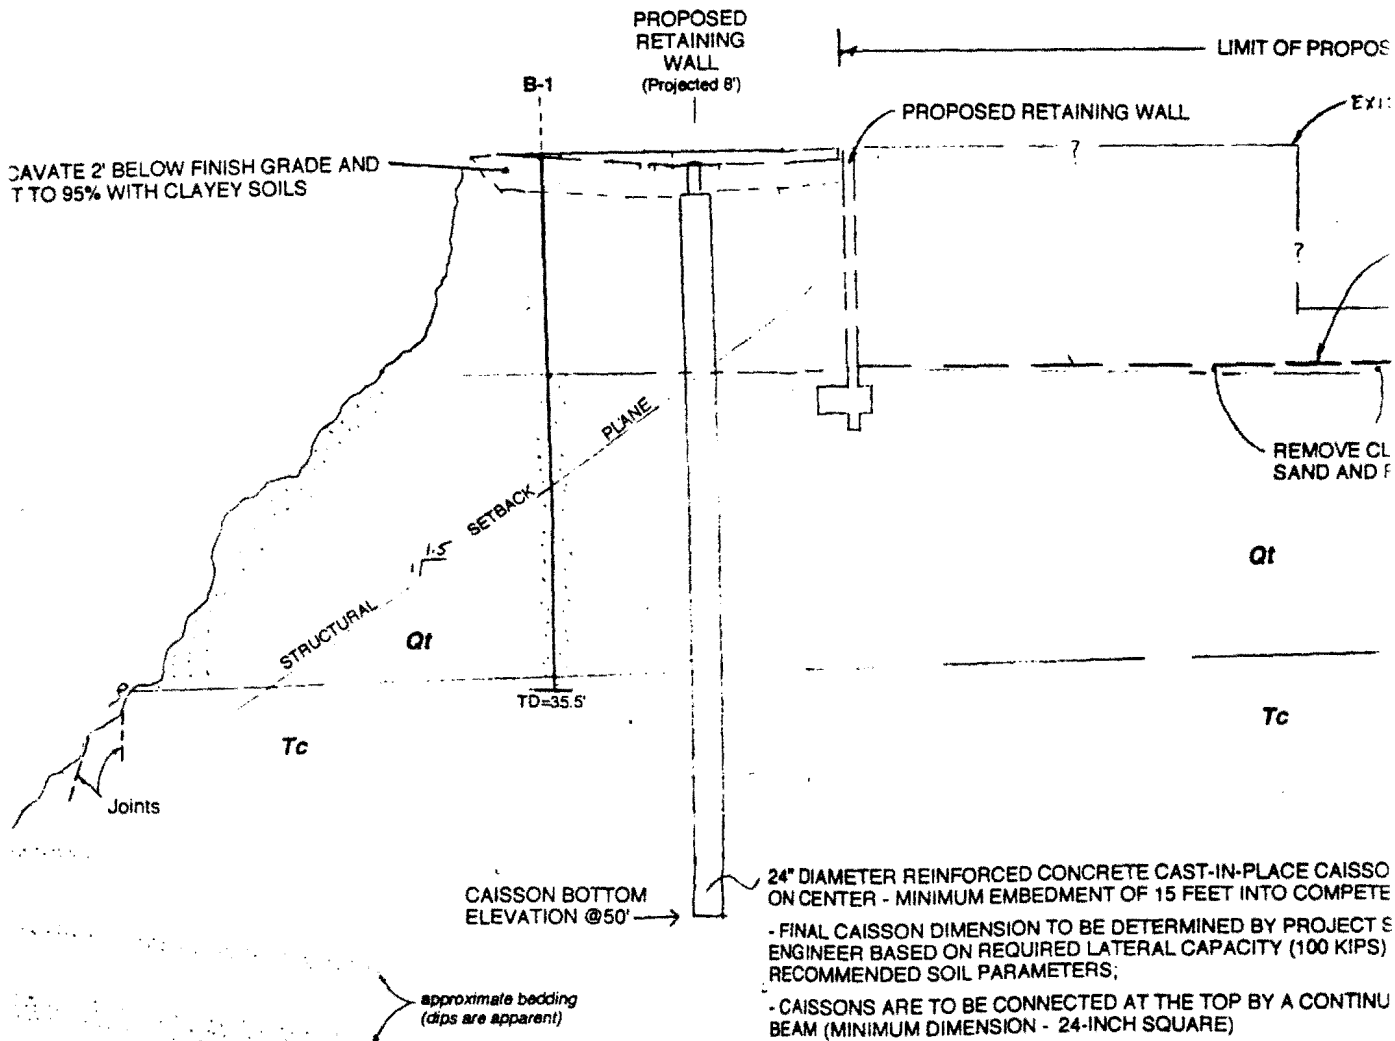 PROPOSED
RETAINING
WALL
(Projected 8')
LIMIT OF PROPOS
B-1
PROPOSED RETAINING WALL
EXIS
CAVATE 2' BELOW FINISH GRADE AND
T TO 95% WITH CLAYEY SOILS
?
?
PLANE
SETBACK
1.5
1
STRUCTURAL
REMOVE CL
SAND AND
Qt
Qt
TD=35.5'
Tc
Tc
Joints
CAISSON BOTTOM
ELEVATION @50'
24" DIAMETER REINFORCED CONCRETE CAST-IN-PLACE CAISSO
ON CENTER - MINIMUM EMBEDMENT OF 15 FEET INTO COMPETE
- FINAL CAISSON DIMENSION TO BE DETERMINED BY PROJECT S
ENGINEER BASED ON REQUIRED LATERAL CAPACITY (100 KIPS)
RECOMMENDED SOIL PARAMETERS;
- CAISSONS ARE TO BE CONNECTED AT THE TOP BY A CONTINU
BEAM (MINIMUM DIMENSION - 24-INCH SQUARE)
approximate bedding
(dips are apparent)